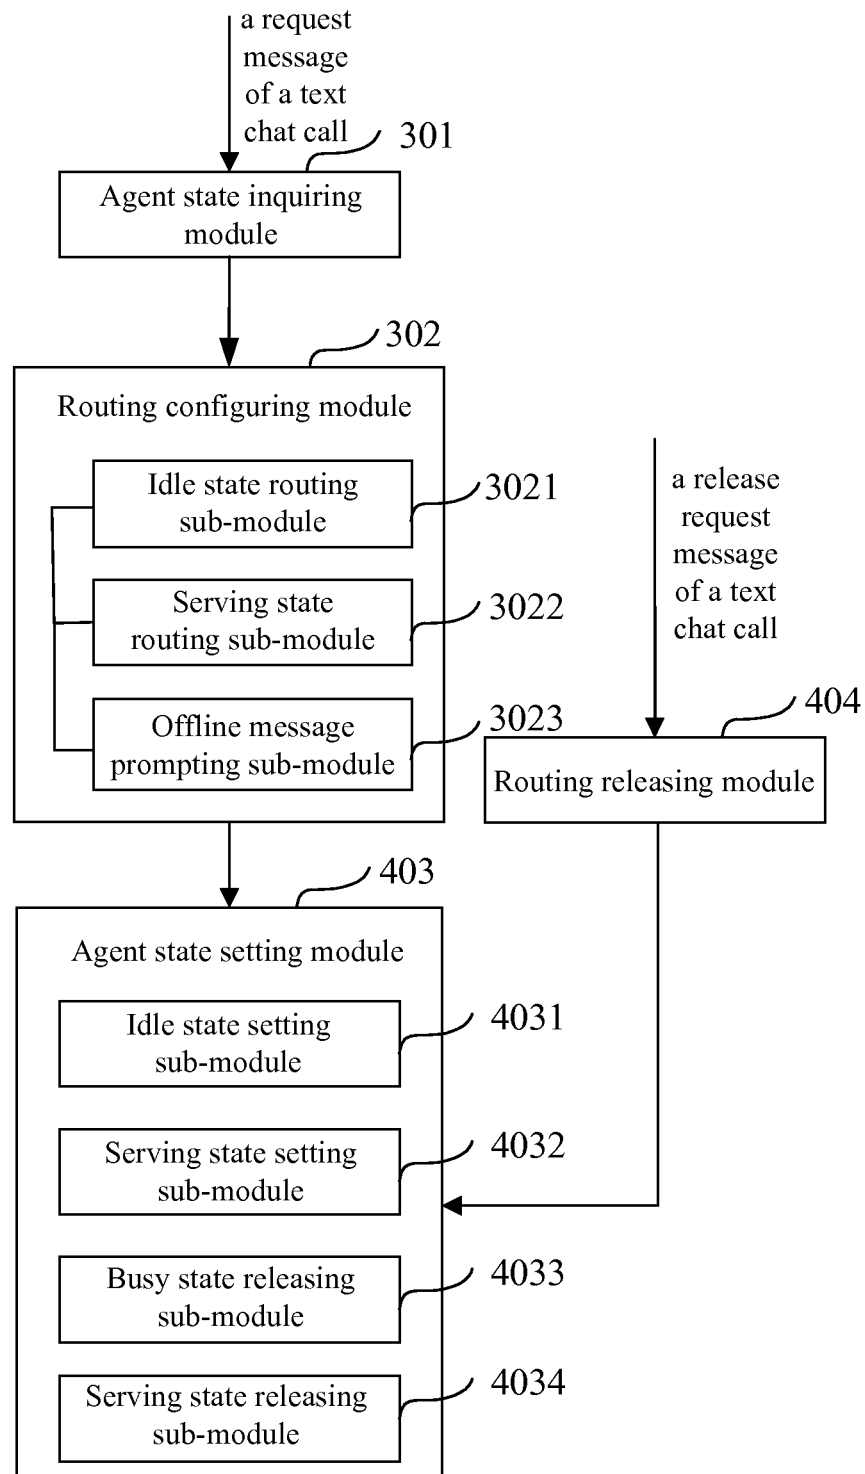 a request
message
of a text
chat call
301
Agent state inquiring
module
302
Routing configuring module
Idle state routing
sub-module
3021
Serving state
routing sub-module
3022
Offline message
prompting sub-module
3023
a release
request
message
of a text
chat call
404
Routing releasing module
403
Agent state setting module
Idle state setting
sub-module
4031
Serving state setting
sub-module
4032
Busy state releasing
sub-module
4033
Serving state releasing
sub-module
4034